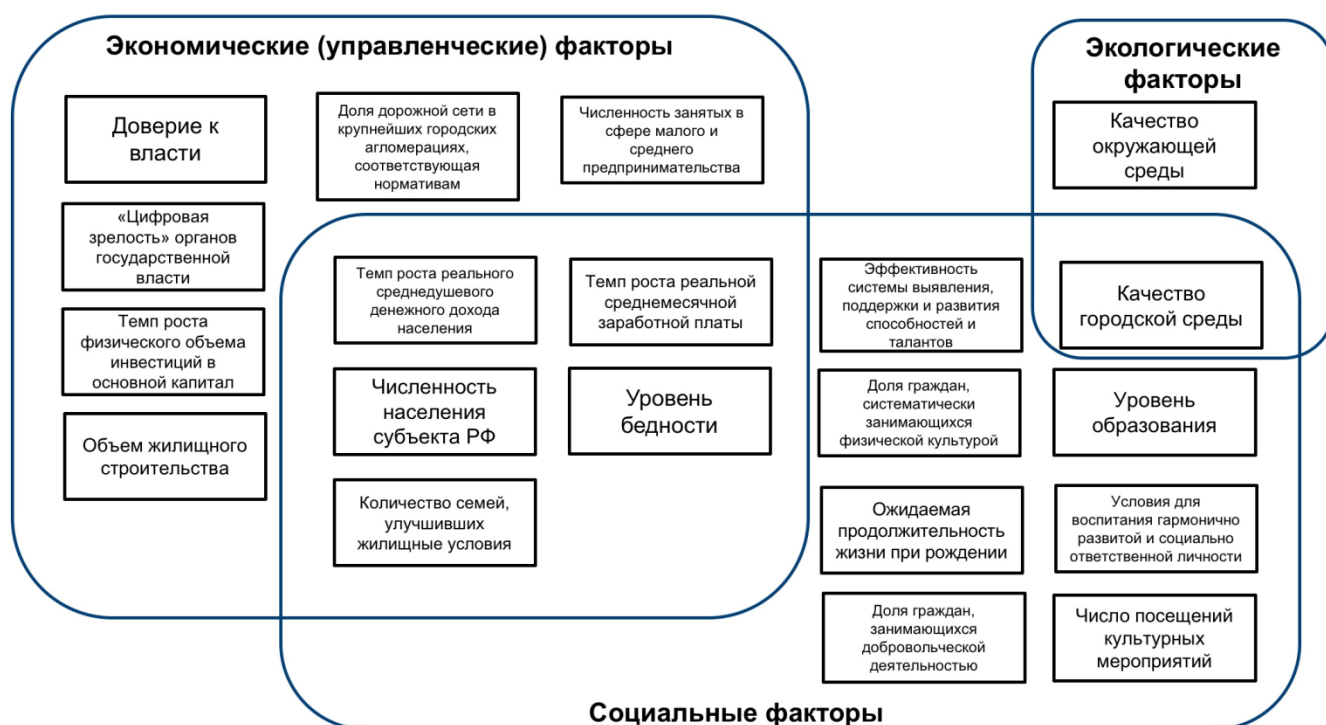 Экономические (управленческие) факторы
Экологические
факторы
Доверие к
власти
Доля дорожной сети в
крупнейших городских
агломерациях,
соответствующая
нормативам
Численность занятых в
сфере малого и
среднего
предпринимательства
Качество
окружающей
среды
«Цифровая
зрелость» органов
государственной
власти
Темп роста
физического объема
инвестиций в
основной капитал
Объем жилищного
строительства
Темп роста реального
среднедушевого
денежного дохода
населения
Темп роста реальной
среднемесячной
заработной платы
Эффективность
системы выявления,
поддержки и развития
способностей и
талантов
Качество
городской среды
Численность
населения
субъекта РФ
Уровень
бедности
Доля граждан,
систематически
занимающихся
физической культурой
Уровень
образования
Количество семей,
улучшивших
жилищные условия
Ожидаемая
продолжительность
жизни при рождении
Условия для
воспитания гармонично
развитой и социально
ответственной личности
Доля граждан,
занимающихся
добровольческой
деятельностью
Число посещений
культурных
мероприятий
Социальные факторы